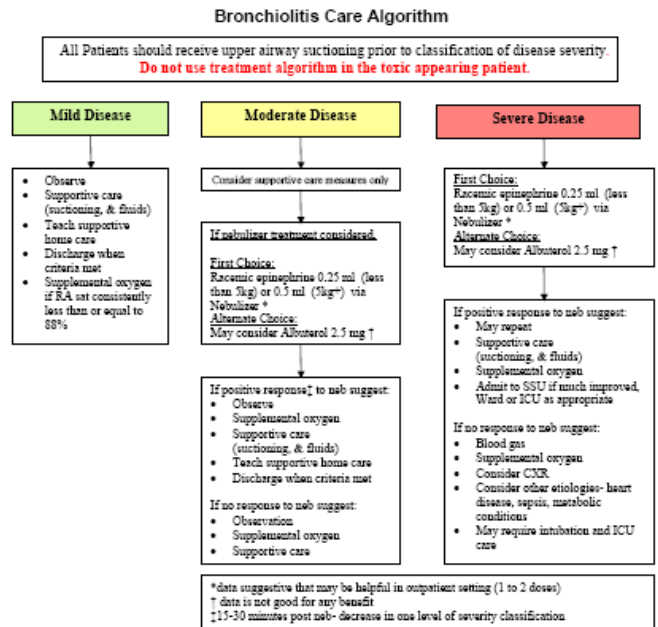 Bronchiolitis Care Algorithm
All Patients should receive upper airway suctioning prior to classification of disease severity.
Do not use treatment algorithm in the toxic appearing patient.
Mild Disease
• Observe
• Supportive care
(suctioning, & fluids)
• Teach supportive
home care
• Discharge when
criteria met
• Supplemental oxygen
if RA sat consistently
less than or equal to
88%
Moderate Disease
Consider supportive care measures only
If nebulizer treatment considered,
First Choice:
Racemic epinephrine 0.25 ml (less
than 5kg) or 0.5 ml (5kg+) via
Nebulizer *
Alternate Choice:
May consider Albuterol 2.5 mg †
If positive response‡ to neb suggest:
• Observe
• Supplemental oxygen
• Supportive care
(suctioning, & fluids)
• Teach supportive home care
• Discharge when criteria met
If no response to neb suggest:
• Observation
• Supplemental oxygen
• Supportive care
Severe Disease
First Choice:
Racemic epinephrine 0.25 ml (less
than 5kg) or 0.5 ml (5kg+) via
Nebulizer *
Alternate Choice:
May consider Albuterol 2.5 mg †
If positive response to neb suggest:
• May repeat
• Supportive care
(suctioning, & fluids)
• Supplemental oxygen
• Admit to SSU if much improved,
Ward or ICU as appropriate
If no response to neb suggest:
• Blood gas
• Supplemental oxygen
• Consider CXR
• Consider other etiologies- heart
disease, sepsis, metabolic
conditions
• May require intubation and ICU
care
*data suggestive that may be helpful in outpatient setting (1 to 2 doses)
† data is not good for any benefit
‡15-30 minutes post neb- decrease in one level of severity classification